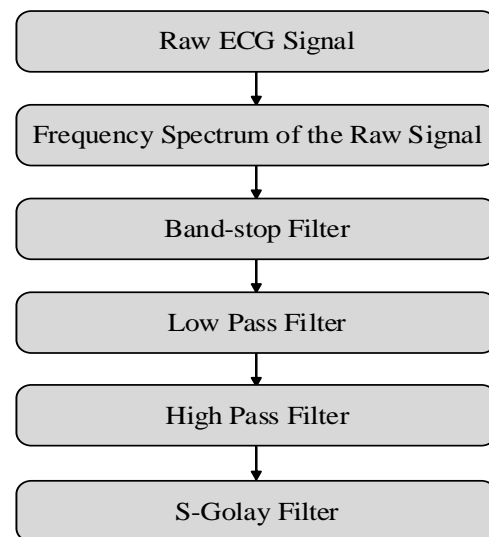 Raw ECG Signal
Frequency Spectrum of the Raw Signal
Band-stop Filter
Low Pass Filter
High Pass Filter
S-Golay Filter